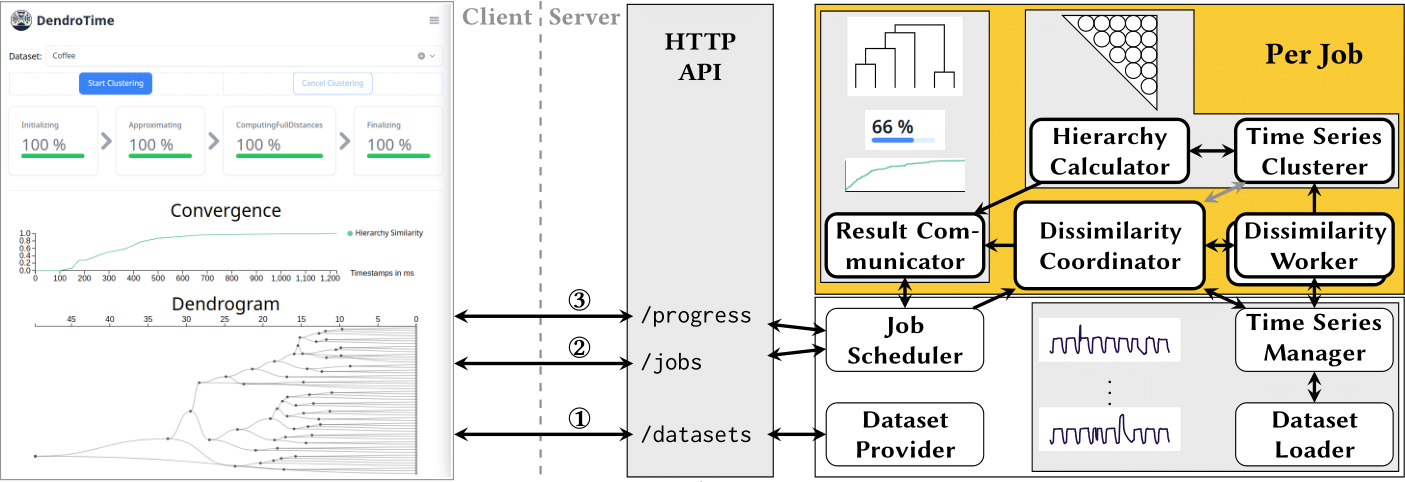 DendroTime
Dataset: Coffee
Start Clustering
Cancel Clustering
Initializing
100 %
Approximating
100 %
ComputingFullDistances
100 %
Finalizing
100 %
Convergence
1.0
0.8
0.6
0.4
0.2
0.0
0 100 200 300 400 500 600 700 800 900 1,000 1,100 1,200
Hierarchy Similarity
Timestamps in ms
Dendrogram
45 40 35 30 25 20 15 10 5 0
Client
Server
③
②
①
HTTP
API
/progress
/jobs
/datasets
Per Job
66 %
Hierarchy
Calculator
Time Series
Clusterer
Result Com-
municator
Dissimilarity
Coordinator
Dissimilarity
Worker
Job
Scheduler
Time Series
Manager
Dataset
Provider
Dataset
Loader